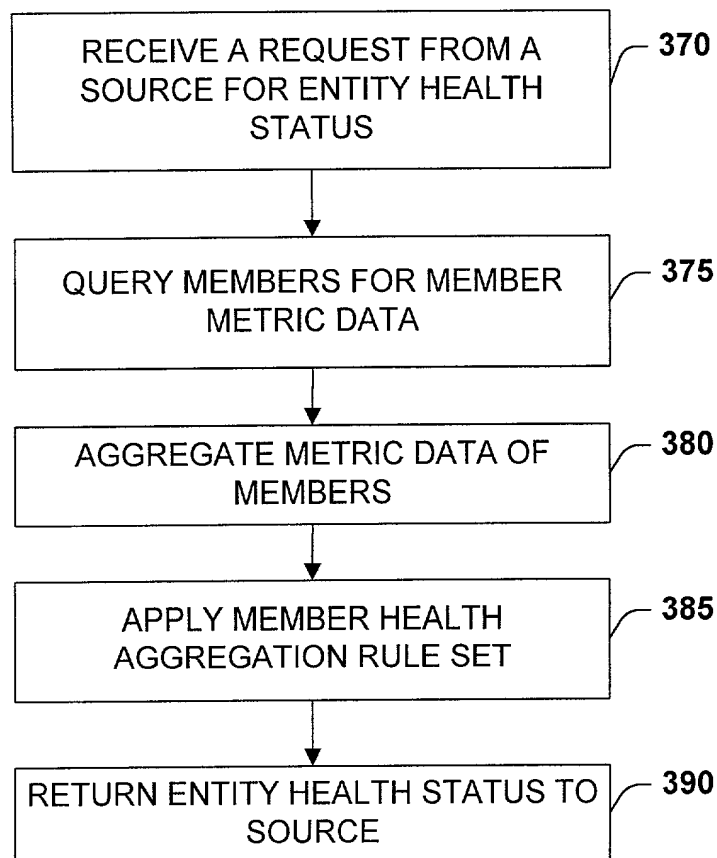 RECEIVE A REQUEST FROM A
SOURCE FOR ENTITY HEALTH
STATUS
370
QUERY MEMBERS FOR MEMBER
METRIC DATA
375
AGGREGATE METRIC DATA OF
MEMBERS
380
APPLY MEMBER HEALTH
AGGREGATION RULE SET
385
RETURN ENTITY HEALTH STATUS TO
SOURCE
390